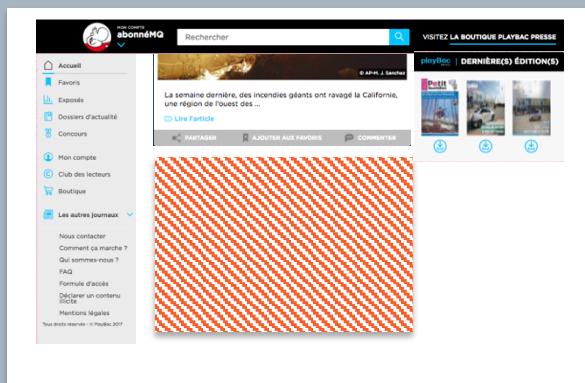 MON COMPTE
abonnéMQ
Rechercher
VISITEZ LA BOUTIQUE PLAYBAC PRESSE
Accueil
Favoris
Exposés
Dossiers d'actualité
Concours
Mon compte
Club des lecteurs
Boutique
Les autres journaux
Nous contacter
Comment ça marche ?
Qui sommes-nous ?
FAQ
Formule d'accès
Déclarer un contenu
illicite
Mentions légales
Tous droits réservés - © PlayBac 2017
© AP-M. J. Sanchez
La semaine dernière, des incendies géants ont ravagé la Californie,
une région de l'ouest des ...
Lire l'article
PARTAGER
AJOUTER AUX FAVORIS
COMMENTER
playBac | DERNIÈRE(S) ÉDITION(S)
Petit